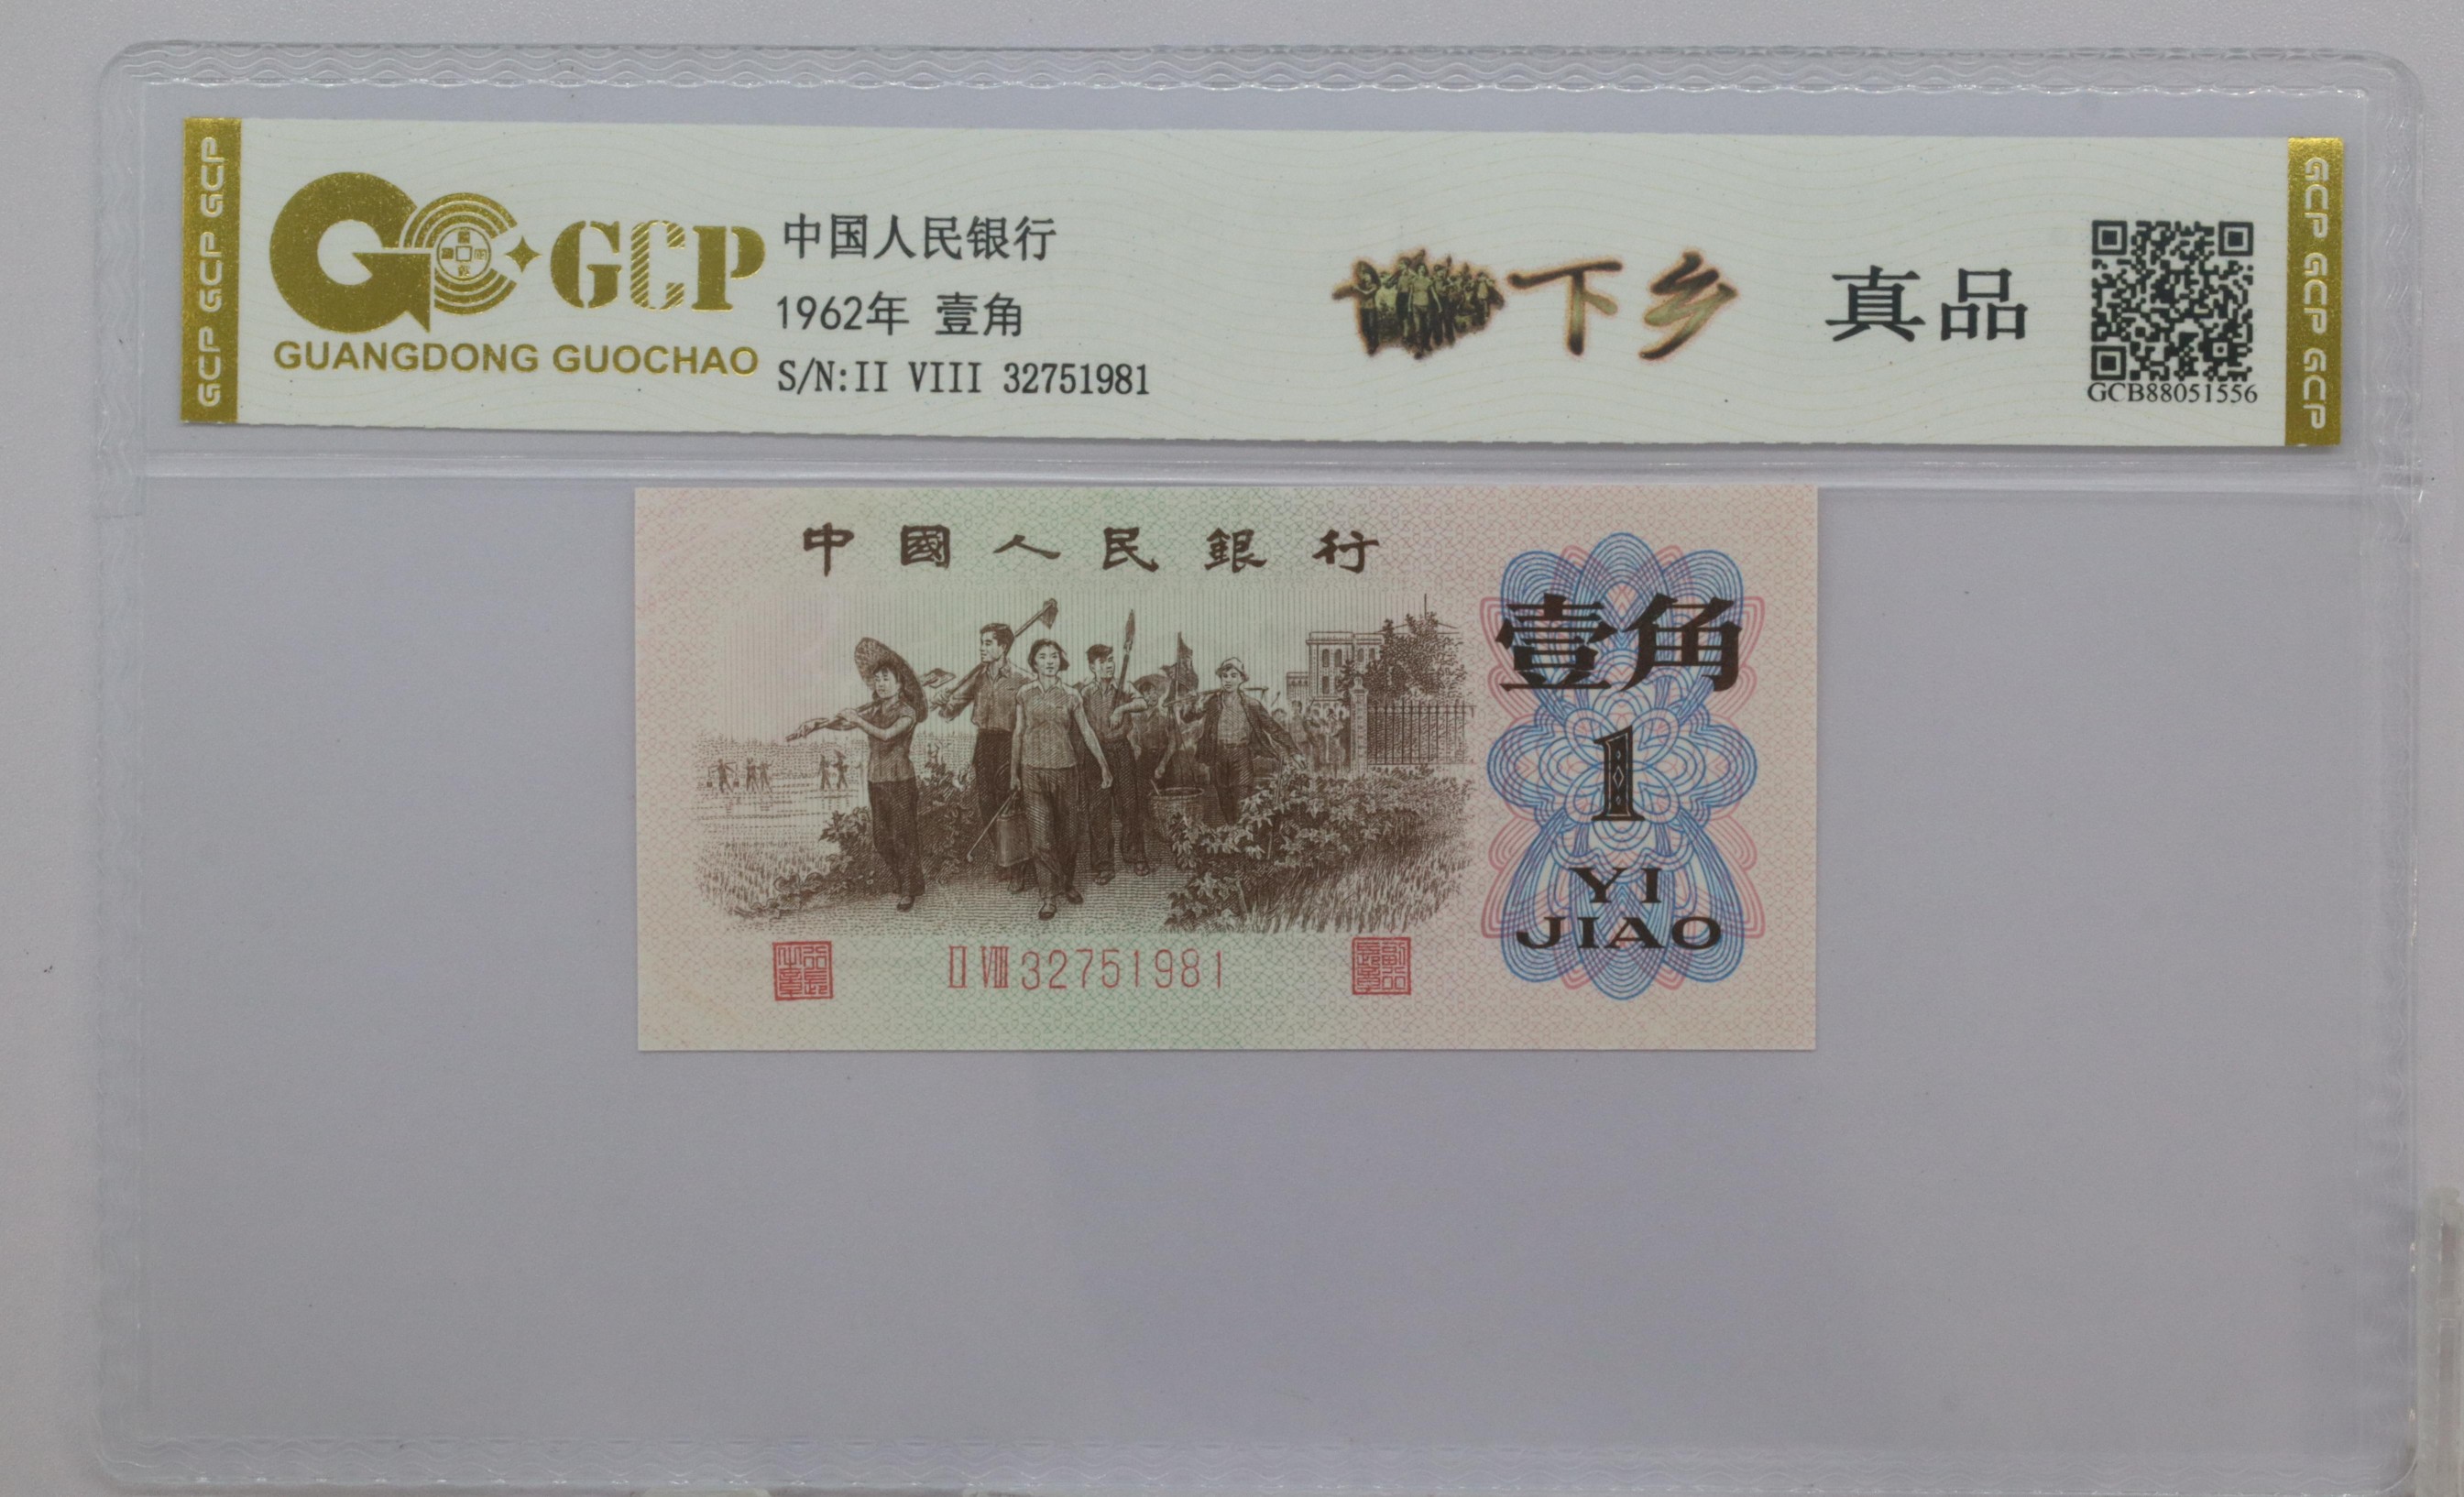 GCP GCP GCP
GCP
GUANGDONG GUOCHAO
中国人民银行
1962年 壹角
S/N:II VIII 32751981
下乡
真品
GCB88051556
GCP GCP GCP
中國人民銀行
壹角
1
YI
JIAO
II VIII 32751981